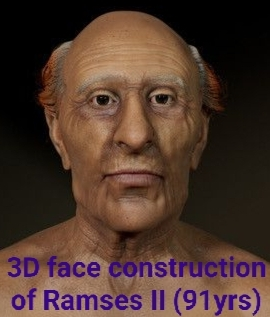 3D face construction
of Ramses II (91yrs)